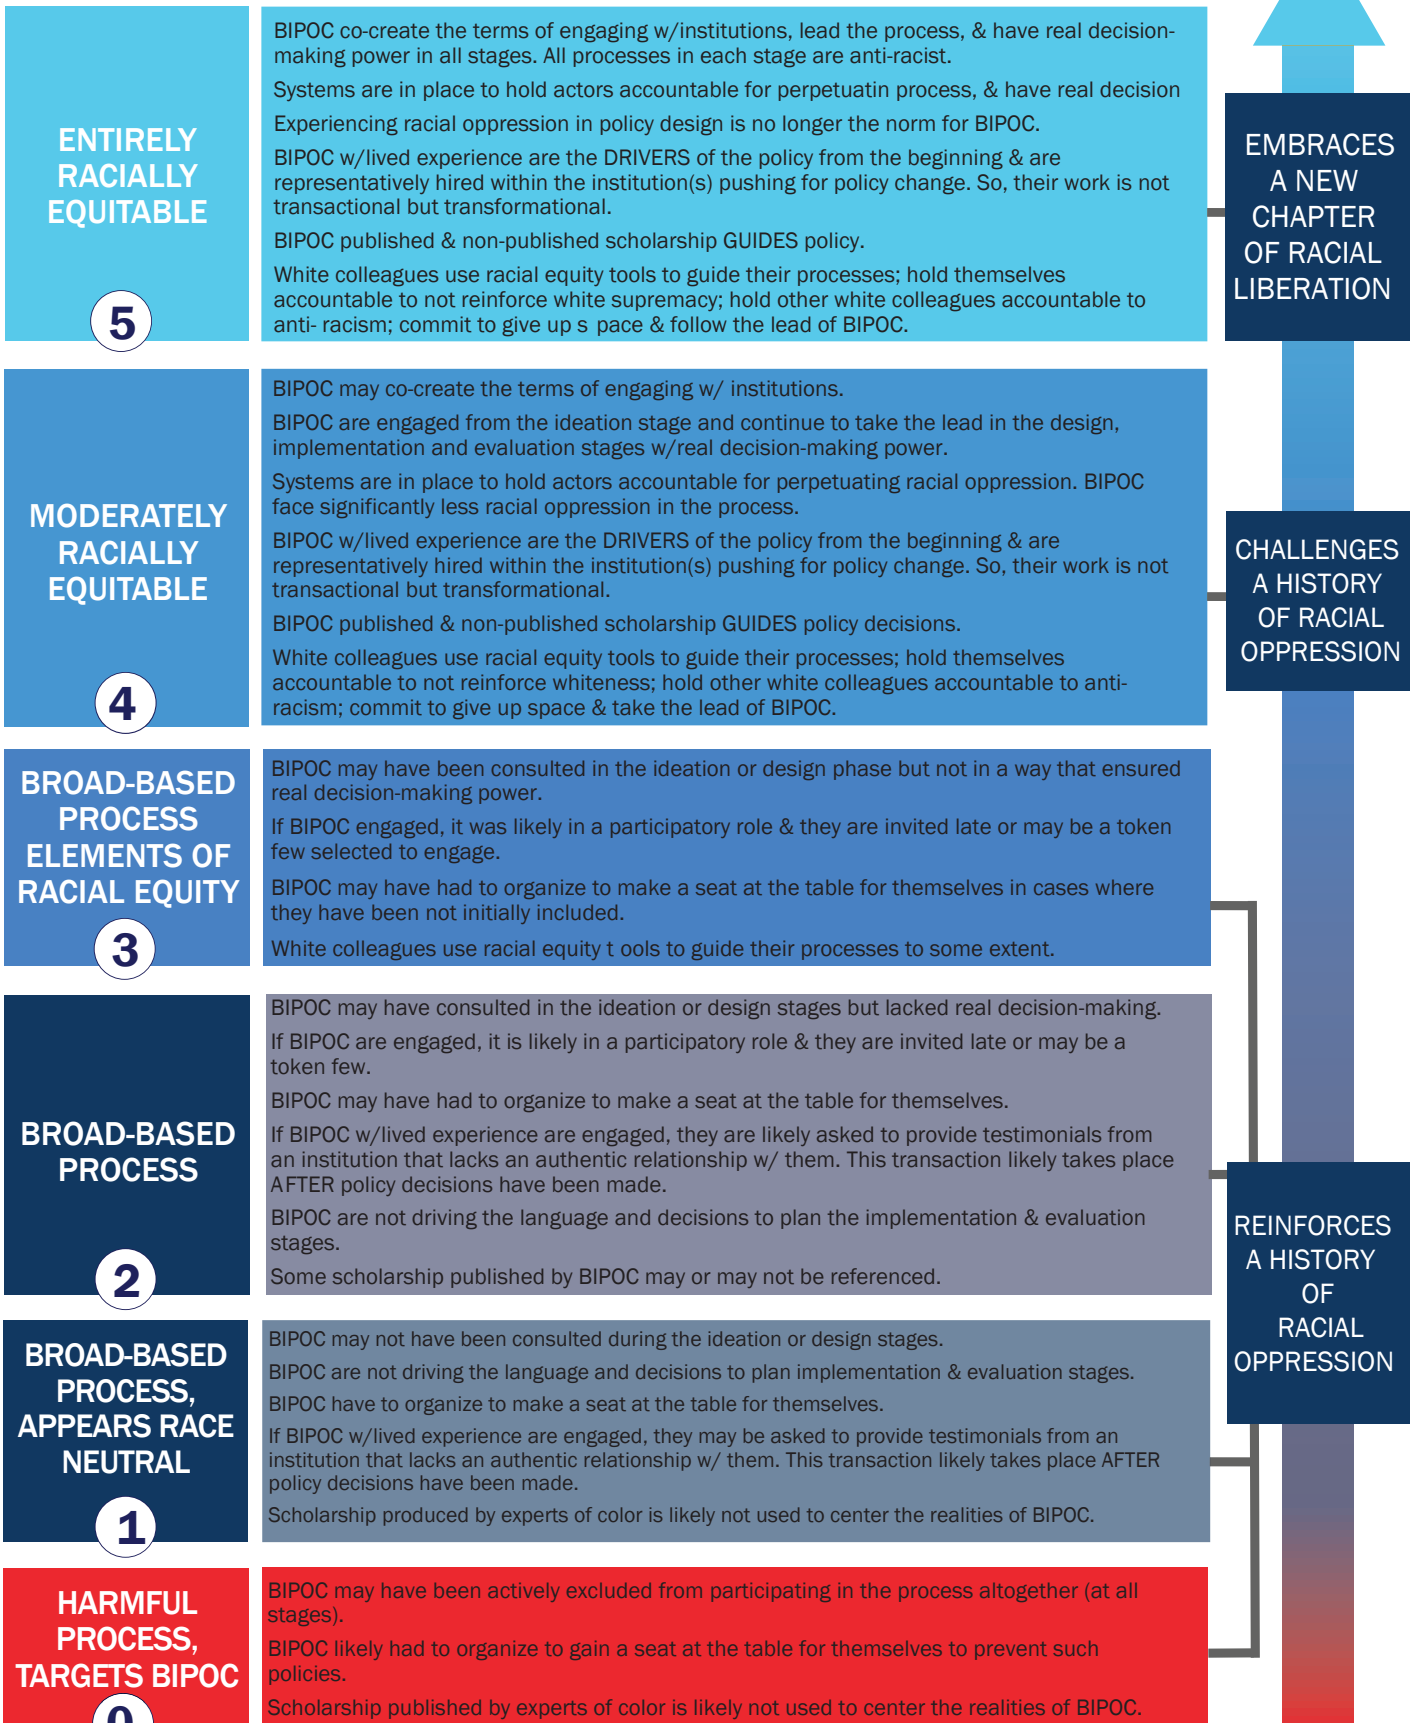 ENTIRELY
RACIALLY
EQUITABLE
5
BIPOC co-create the terms of engaging w/institutions, lead the process, & have real decision-
making power in all stages. All processes in each stage are anti-racist.
Systems are in place to hold actors accountable for perpetuatin process, & have real decision
Experiencing racial oppression in policy design is no longer the norm for BIPOC.
BIPOC w/lived experience are the DRIVERS of the policy from the beginning & are
representatively hired within the institution(s) pushing for policy change. So, their work is not
transactional but transformational.
BIPOC published & non-published scholarship GUIDES policy.
White colleagues use racial equity tools to guide their processes; hold themselves
accountable to not reinforce white supremacy; hold other white colleagues accountable to
anti- racism; commit to give up s pace & follow the lead of BIPOC.
EMBRACES
A NEW
CHAPTER
OF RACIAL
LIBERATION
MODERATELY
RACIALLY
EQUITABLE
4
BIPOC may co-create the terms of engaging w/ institutions.
BIPOC are engaged from the ideation stage and continue to take the lead in the design,
implementation and evaluation stages w/real decision-making power.
Systems are in place to hold actors accountable for perpetuating racial oppression. BIPOC
face significantly less racial oppression in the process.
BIPOC w/lived experience are the DRIVERS of the policy from the beginning & are
representatively hired within the institution(s) pushing for policy change. So, their work is not
transactional but transformational.
BIPOC published & non-published scholarship GUIDES policy decisions.
White colleagues use racial equity tools to guide their processes; hold themselves
accountable to not reinforce whiteness; hold other white colleagues accountable to anti-
racism; commit to give up space & take the lead of BIPOC.
CHALLENGES
A HISTORY
OF RACIAL
OPPRESSION
BROAD-BASED
PROCESS
ELEMENTS OF
RACIAL EQUITY
3
BIPOC may have been consulted in the ideation or design phase but not in a way that ensured
real decision-making power.
If BIPOC engaged, it was likely in a participatory role & they are invited late or may be a token
few selected to engage.
BIPOC may have had to organize to make a seat at the table for themselves in cases where
they have been not initially included.
White colleagues use racial equity t ools to guide their processes to some extent.
BROAD-BASED
PROCESS
2
BIPOC may have consulted in the ideation or design stages but lacked real decision-making.
If BIPOC are engaged, it is likely in a participatory role & they are invited late or may be a
token few.
BIPOC may have had to organize to make a seat at the table for themselves.
If BIPOC w/lived experience are engaged, they are likely asked to provide testimonials from
an institution that lacks an authentic relationship w/ them. This transaction likely takes place
AFTER policy decisions have been made.
BIPOC are not driving the language and decisions to plan the implementation & evaluation
stages.
Some scholarship published by BIPOC may or may not be referenced.
REINFORCES
A HISTORY
OF
RACIAL
OPPRESSION
BROAD-BASED
PROCESS,
APPEARS RACE
NEUTRAL
1
BIPOC may not have been consulted during the ideation or design stages.
BIPOC are not driving the language and decisions to plan implementation & evaluation stages.
BIPOC have to organize to make a seat at the table for themselves.
If BIPOC w/lived experience are engaged, they may be asked to provide testimonials from an
institution that lacks an authentic relationship w/ them. This transaction likely takes place AFTER
policy decisions have been made.
Scholarship produced by experts of color is likely not used to center the realities of BIPOC.
HARMFUL
PROCESS,
TARGETS BIPOC
0
BIPOC may have been actively excluded from participating in the process altogether (at all
stages).
BIPOC likely had to organize to gain a seat at the table for themselves to prevent such
policies.
Scholarship published by experts of color is likely not used to center the realities of BIPOC.